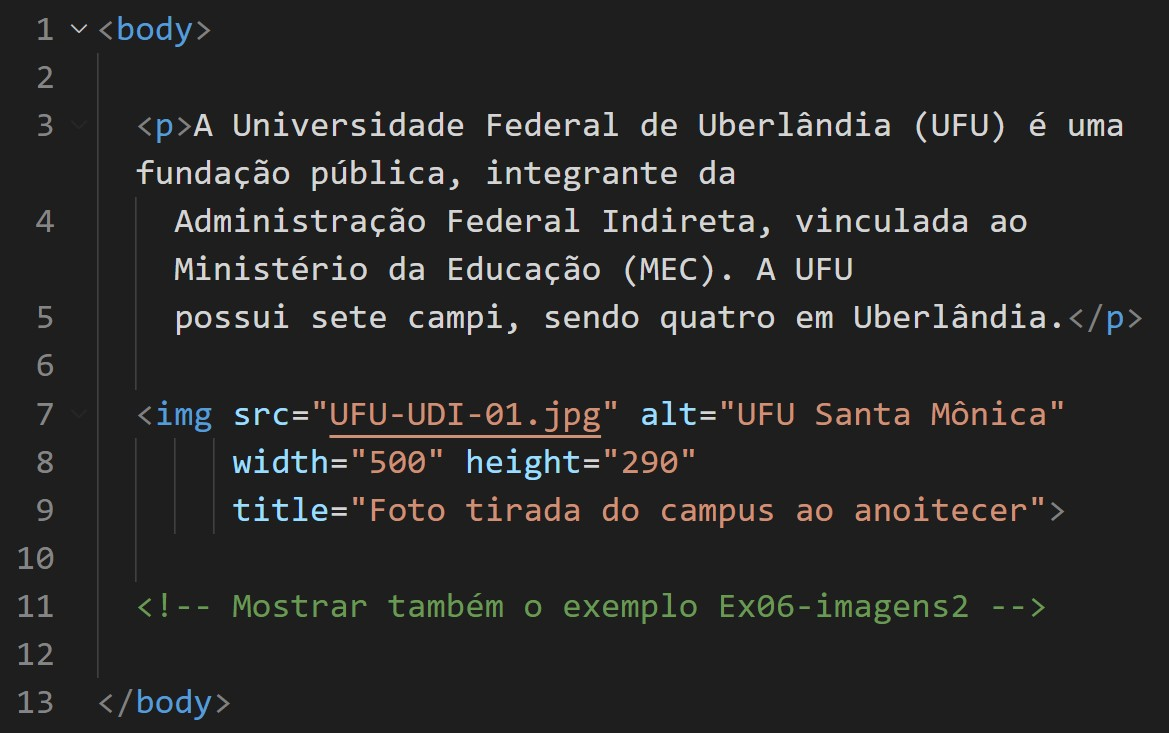 1 <body>
2
3 <p>A Universidade Federal de Uberlândia (UFU) é uma
fundação pública, integrante da
4 Administração Federal Indireta, vinculada ao
Ministério da Educação (MEC). A UFU
5 possui sete campi, sendo quatro em Uberlândia.</p>
6
7 <img src="UFU-UDI-01.jpg" alt="UFU Santa Mônica"
8 width="500" height="290"
9 title="Foto tirada do campus ao anoitecer">
10
11 <!-- Mostrar também o exemplo Ex06-imagens2 -->
12
13 </body>